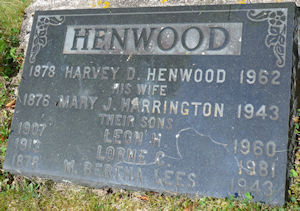 HENWOOD
1878 HARVEY D. HENWOOD 1962
HIS WIFE
1876 MARY J. HARRINGTON 1943
THEIR SONS
1907 LEON H. 1960
LORNE C. 1981
1878 M. BERTHA LEES 1943